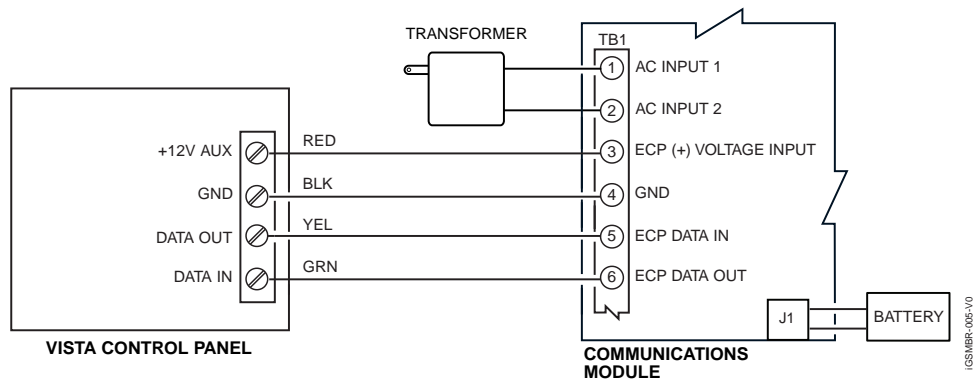 TRANSFORMER
TB1
1 AC INPUT 1
2 AC INPUT 2
+12V AUX RED 3 ECP (+) VOLTAGE INPUT
GND BLK 4 GND
DATA OUT YEL 5 ECP DATA IN
DATA IN GRN 6 ECP DATA OUT
J1 BATTERY
VISTA CONTROL PANEL
COMMUNICATIONS
MODULE
iGSMBR-005-V0